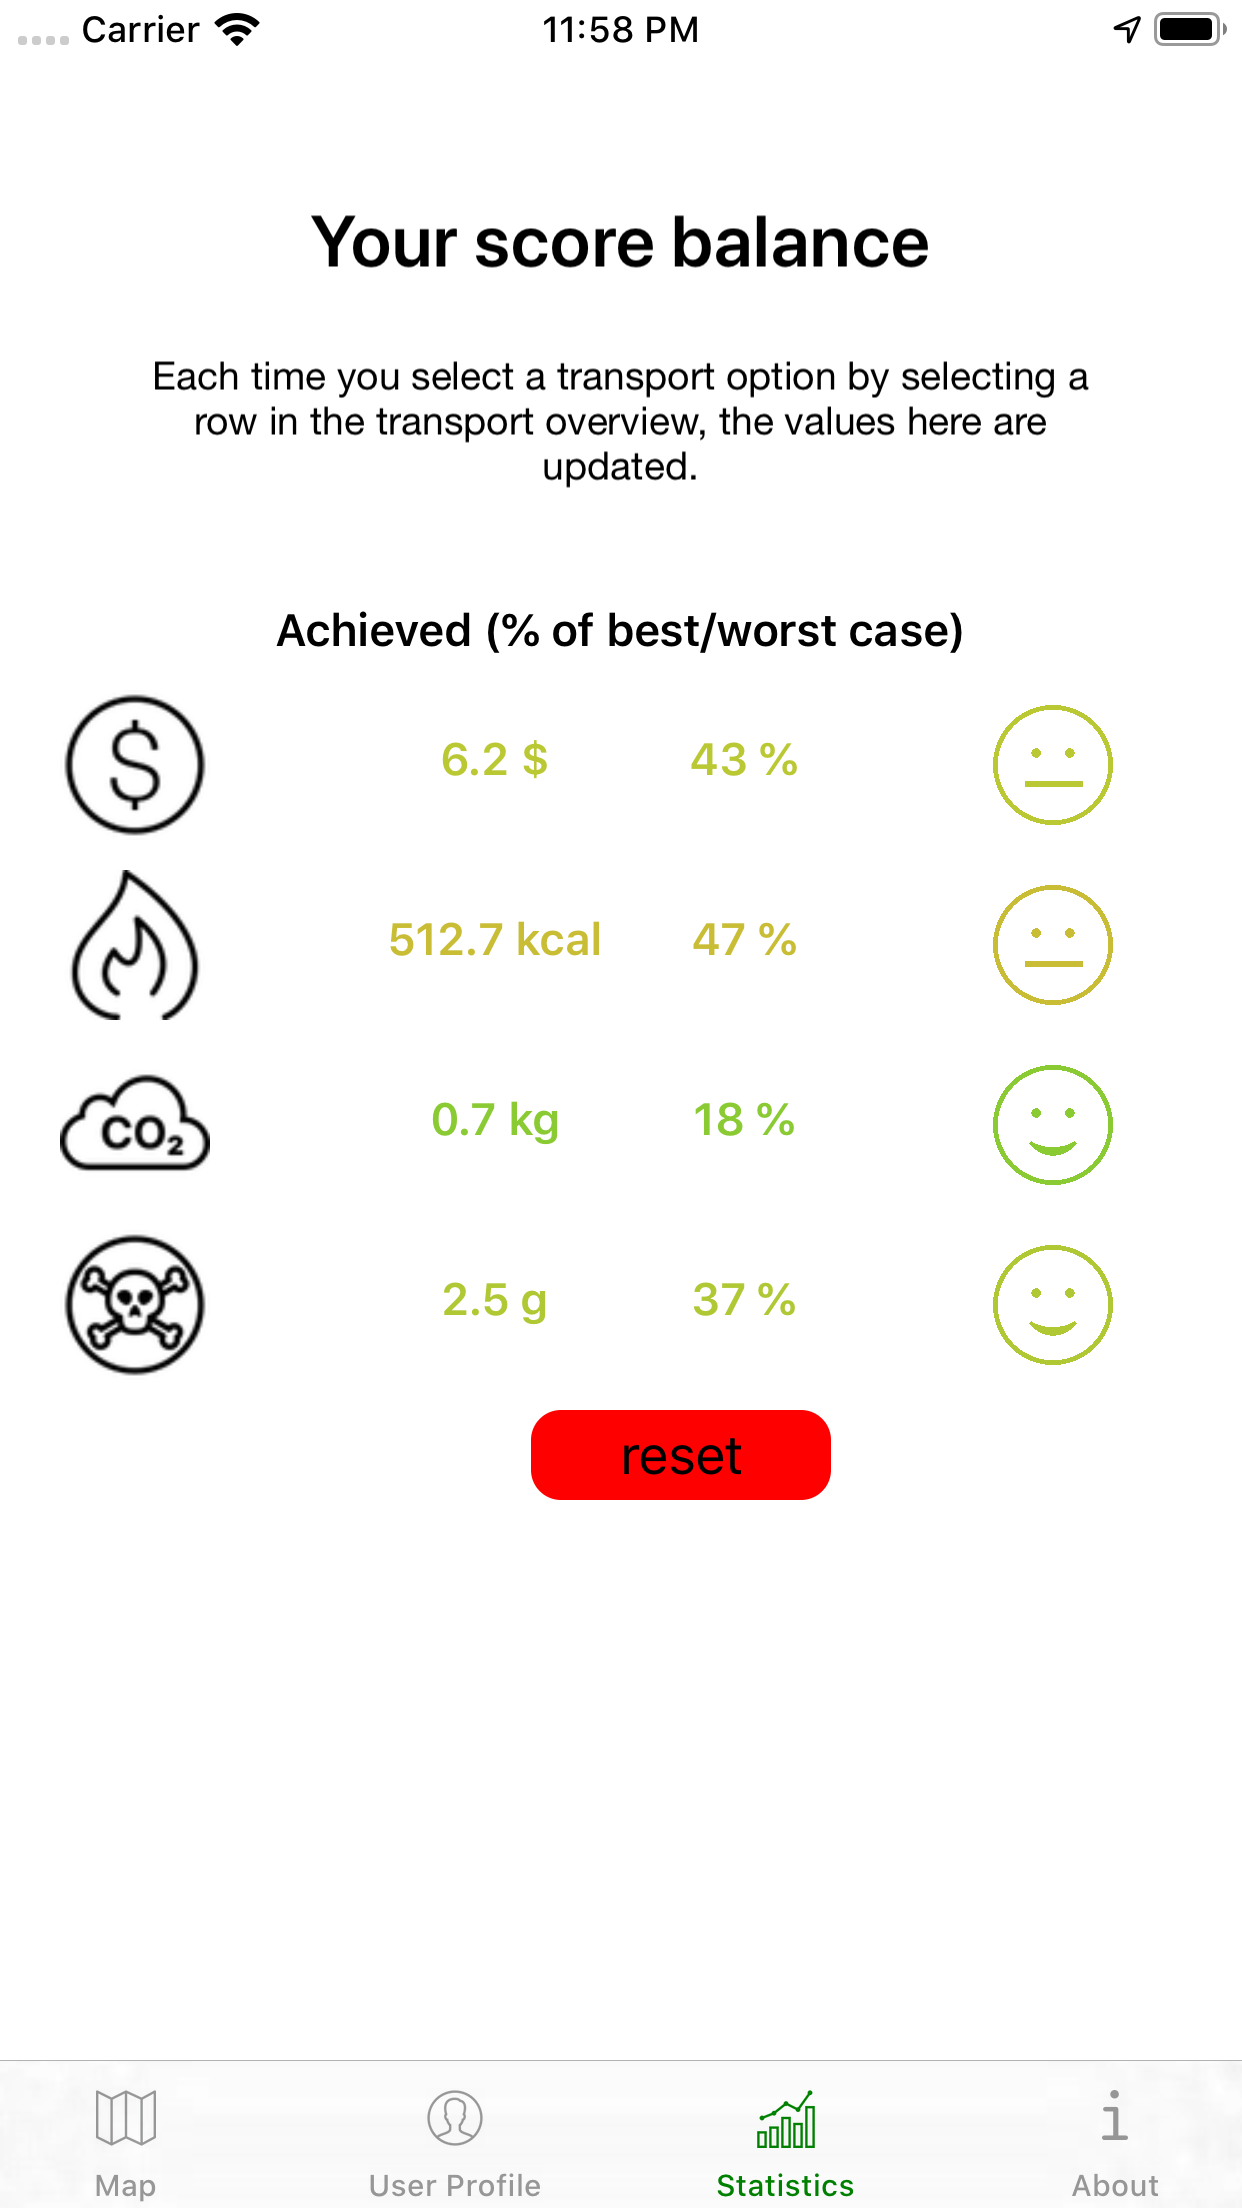 Carrier 11:58 PM
Your score balance
Each time you select a transport option by selecting a
row in the transport overview, the values here are
updated.
Achieved (% of best/worst case)
$ 6.2 $ 43 %
512.7 kcal 47 %
CO₂ 0.7 kg 18 %
2.5 g 37 %
reset
Map User Profile Statistics About